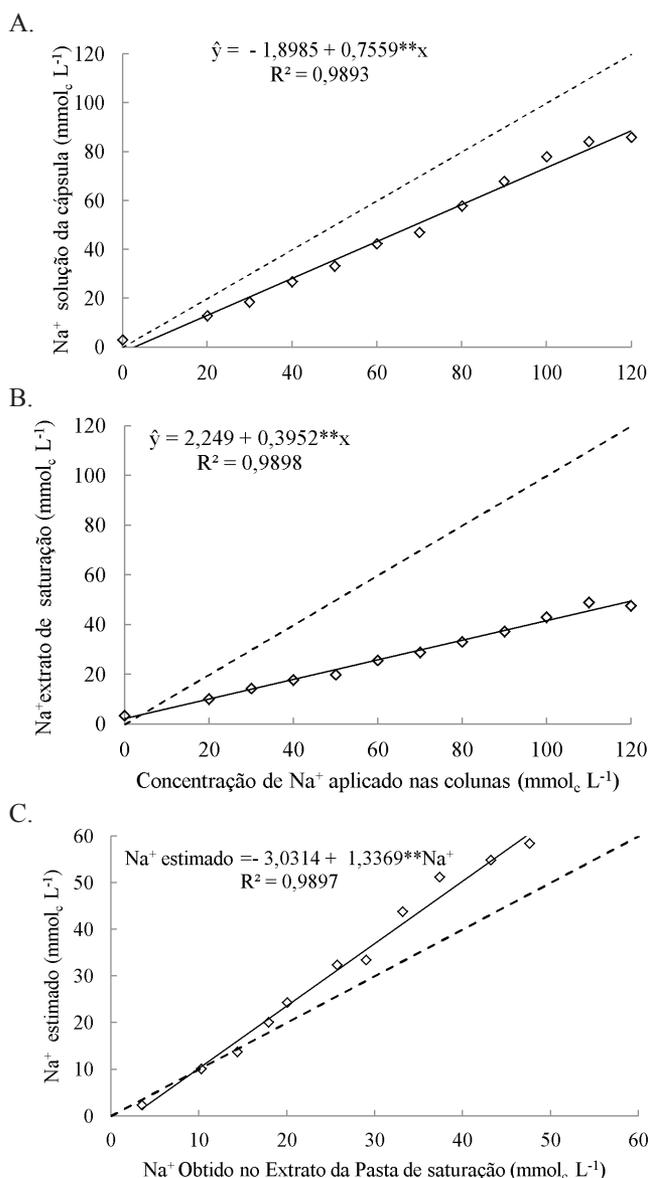 A.
ŷ = - 1,8985 + 0,7559**x
R² = 0,9893
Na⁺ solução da cápsula (mmol_c L⁻¹)
120
100
80
60
40
20
0
0 20 40 60 80 100 120
B.
ŷ = 2,249 + 0,3952**x
R² = 0,9898
Na⁺extrato de saturação (mmol_c L⁻¹)
120
100
80
60
40
20
0
0 20 40 60 80 100 120
Concentração de Na⁺ aplicado nas colunas (mmol_c L⁻¹)
C.
Na⁺ estimado =- 3,0314 + 1,3369**Na⁺
R² = 0,9897
Na⁺ estimado (mmol_c L⁻¹)
60
50
40
30
20
10
0
0 10 20 30 40 50 60
Na⁺ Obtido no Extrato da Pasta de saturação (mmol_c L⁻¹)